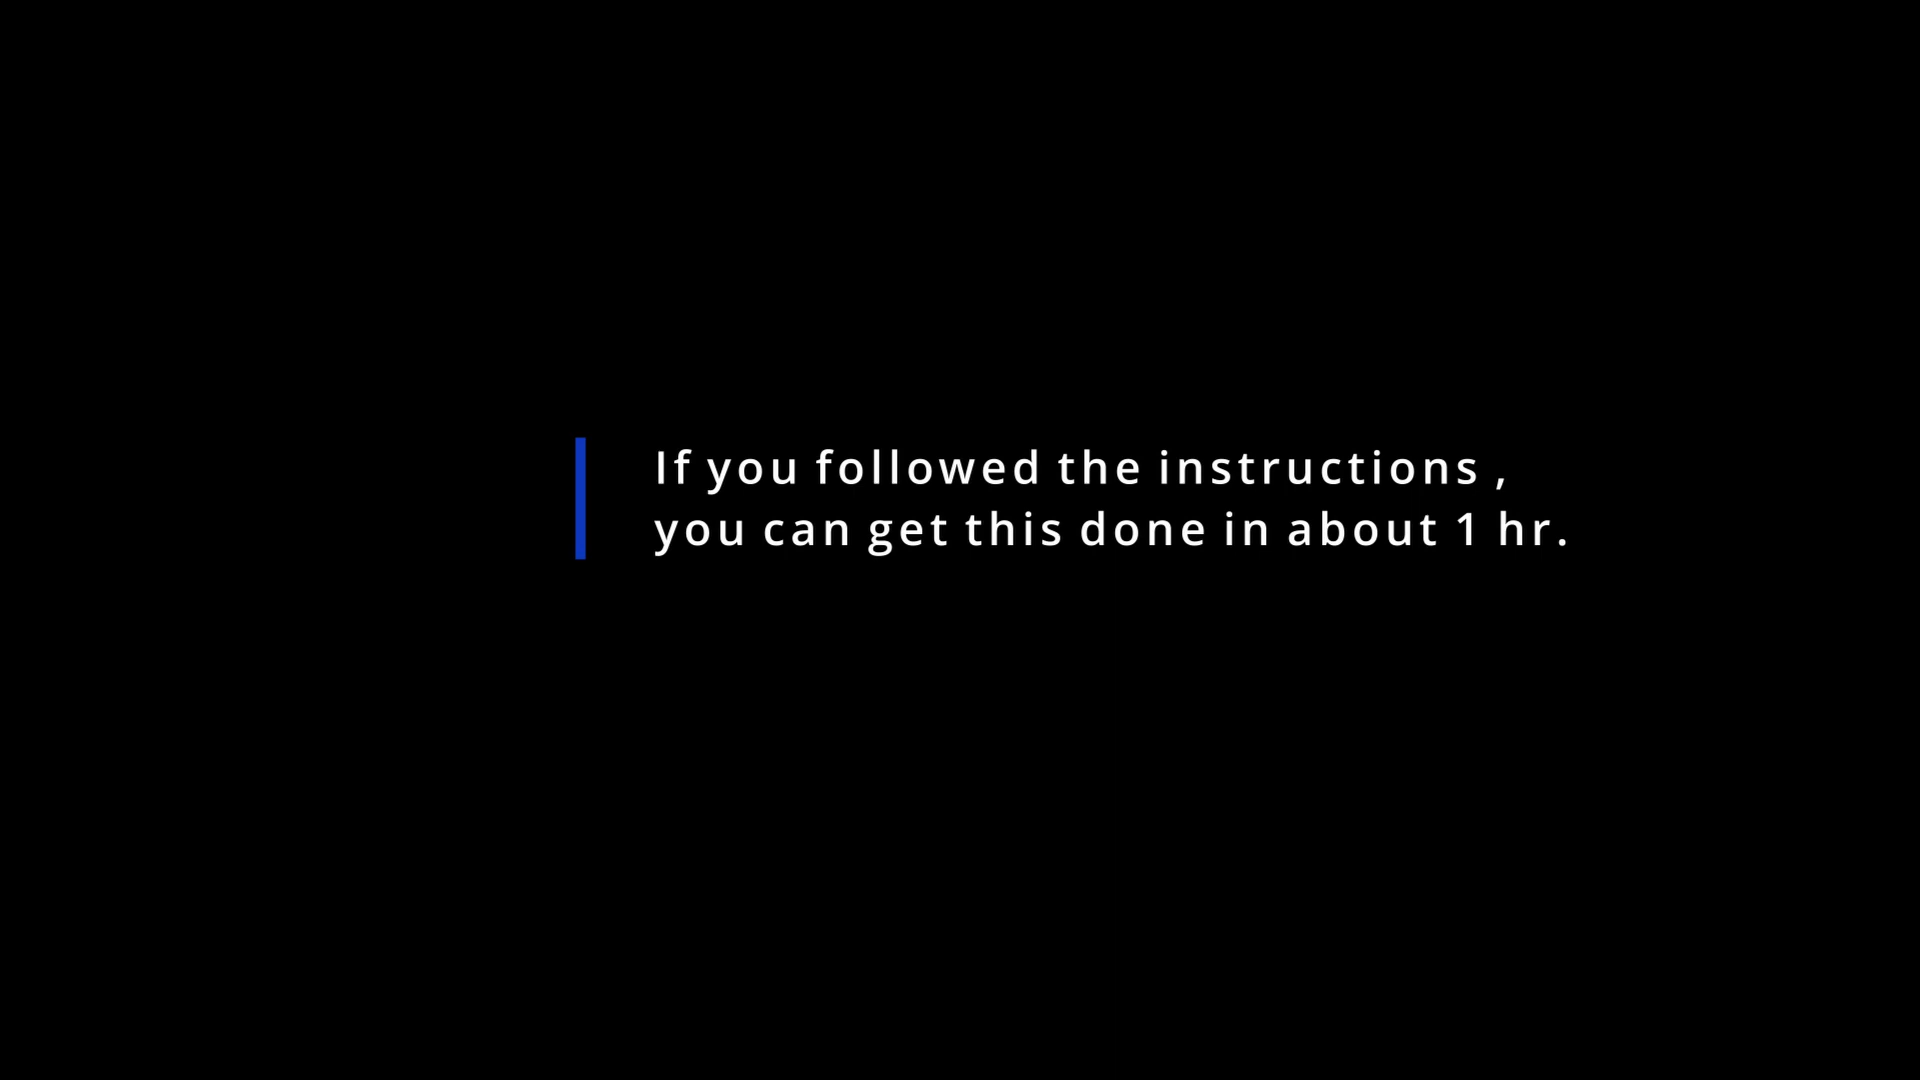 If you followed the instructions ,
you can get this done in about 1 hr.